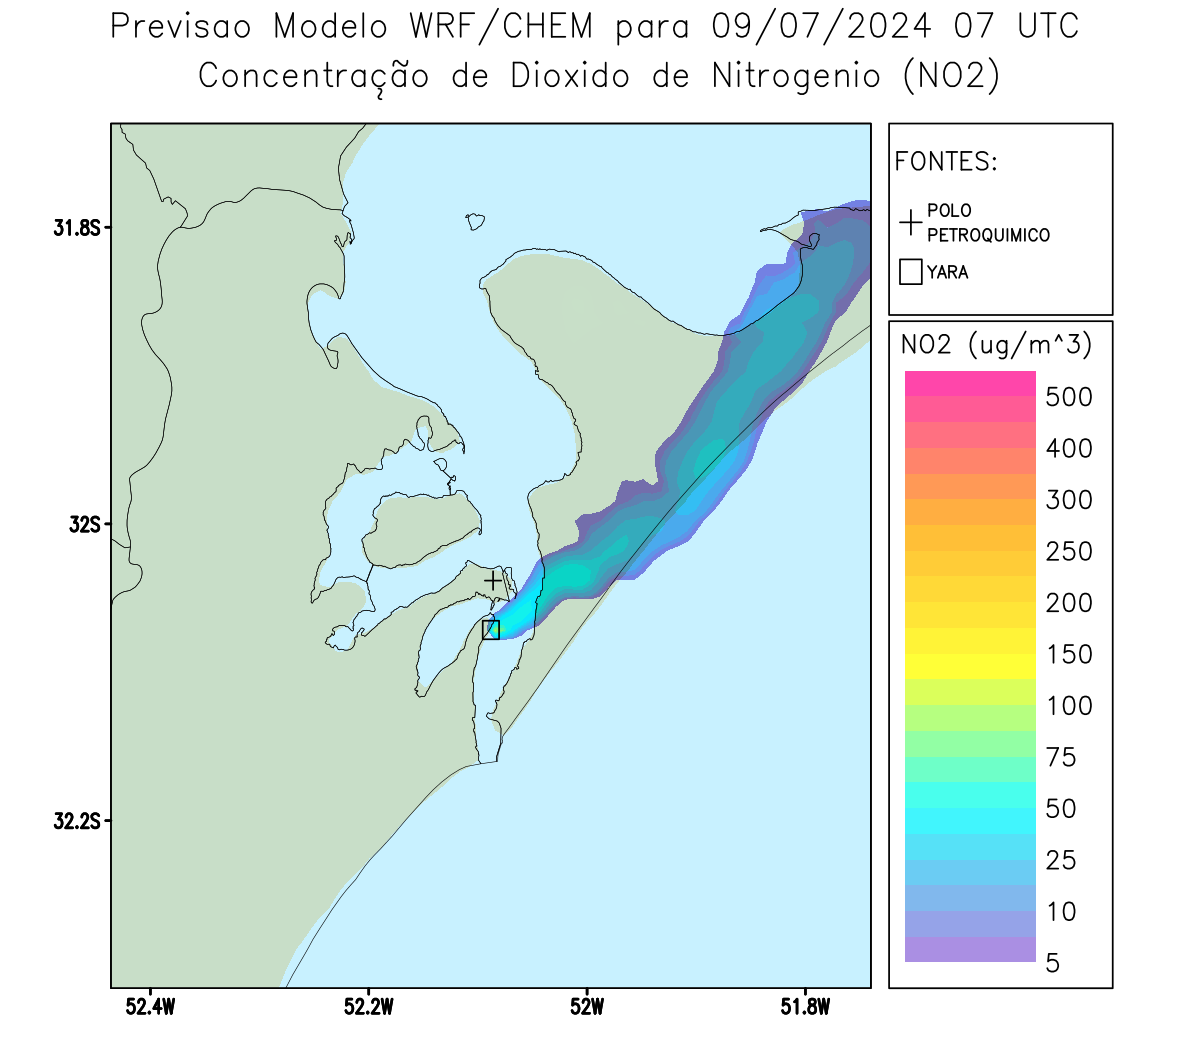 Previsao Modelo WRF/CHEM para 09/07/2024 07 UTC
Concentração de Dioxido de Nitrogenio (NO2)
FONTES:
POLO
PETROQUIMICO
YARA
31.8S
32S
32.2S
NO2 (ug/m^3)
500
400
300
250
200
150
100
75
50
25
10
5
52.4W
52.2W
52W
51.8W